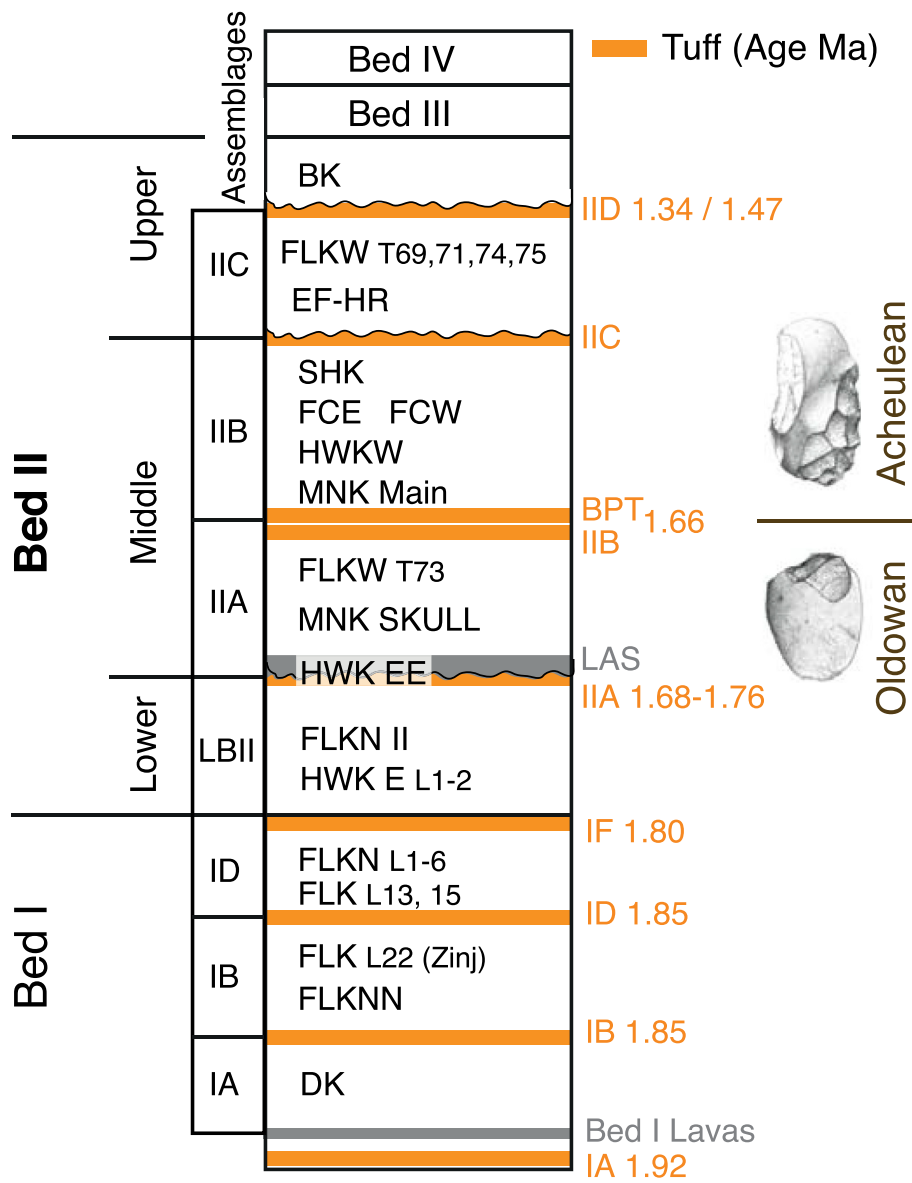 Tuff (Age Ma)
Assemblages
Bed IV
Bed III
Upper
BK
IID 1.34 / 1.47
IIC
FLKW T69,71,74,75
EF-HR
IIC
Bed II
Middle
IIB
SHK
FCE FCW
HWKW
MNK Main
Acheulean
BPT 1.66
IIB
IIA
FLKW T73
MNK SKULL
Oldowan
LAS
HWK EE
IIA 1.68-1.76
Lower
LBII
FLKN II
HWK E L1-2
IF 1.80
Bed I
ID
FLKN L1-6
FLK L13, 15
ID 1.85
IB
FLK L22 (Zinj)
FLKNN
IB 1.85
IA
DK
Bed I Lavas
IA 1.92